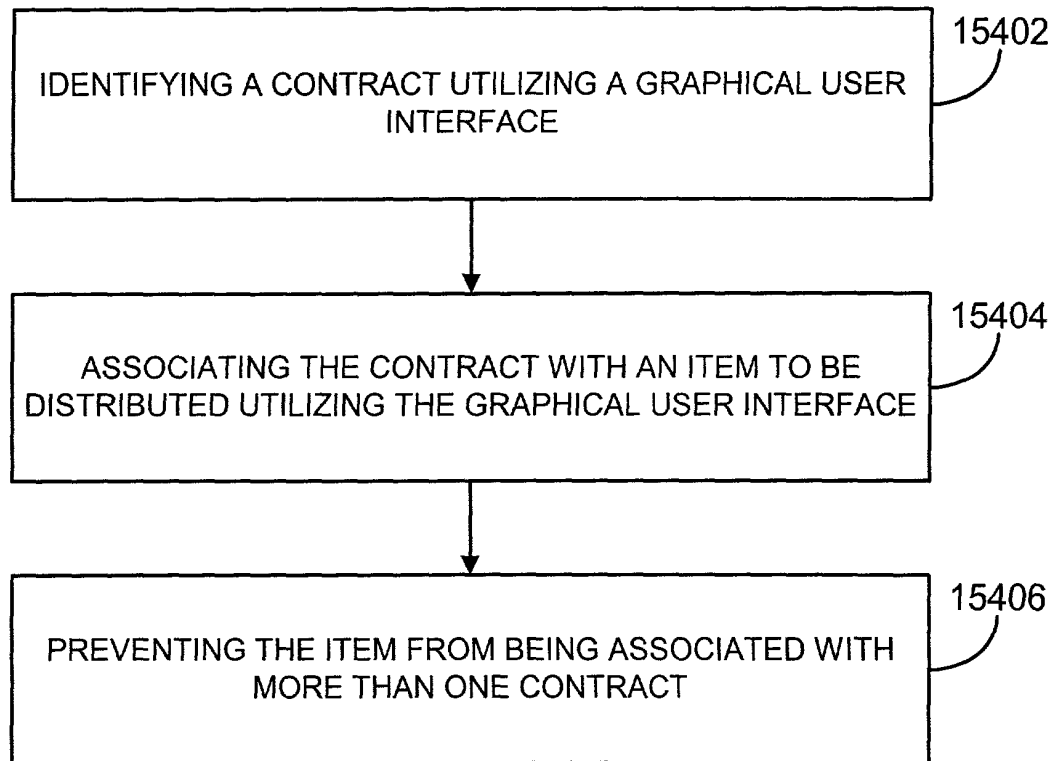 15402
IDENTIFYING A CONTRACT UTILIZING A GRAPHICAL USER
INTERFACE
15404
ASSOCIATING THE CONTRACT WITH AN ITEM TO BE
DISTRIBUTED UTILIZING THE GRAPHICAL USER INTERFACE
15406
PREVENTING THE ITEM FROM BEING ASSOCIATED WITH
MORE THAN ONE CONTRACT